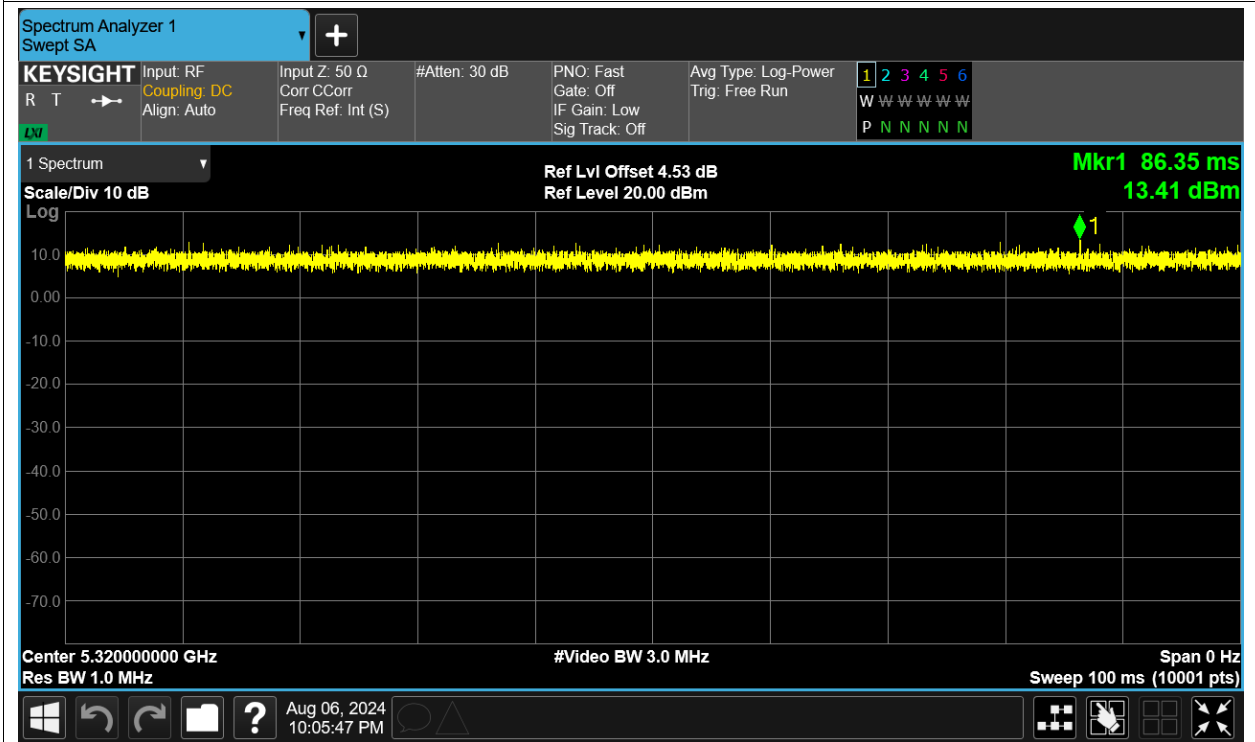 Spectrum Analyzer 1
Swept SA
+
KEYSIGHT
R T
LXI
Input: RF
Coupling: DC
Align: Auto
Input Z: 50 Ω
Corr CCorr
Freq Ref: Int (S)
#Atten: 30 dB
PNO: Fast
Gate: Off
IF Gain: Low
Sig Track: Off
Avg Type: Log-Power
Trig: Free Run
1 2 3 4 5 6
W W W W W W
P N N N N N
1 Spectrum
Scale/Div 10 dB
Ref Lvl Offset 4.53 dB
Ref Level 20.00 dBm
Mkr1 86.35 ms
13.41 dBm
Log
1
10.0
0.00
-10.0
-20.0
-30.0
-40.0
-50.0
-60.0
-70.0
Center 5.320000000 GHz
Res BW 1.0 MHz
#Video BW 3.0 MHz
Span 0 Hz
Sweep 100 ms (10001 pts)
?
Aug 06, 2024
10:05:47 PM